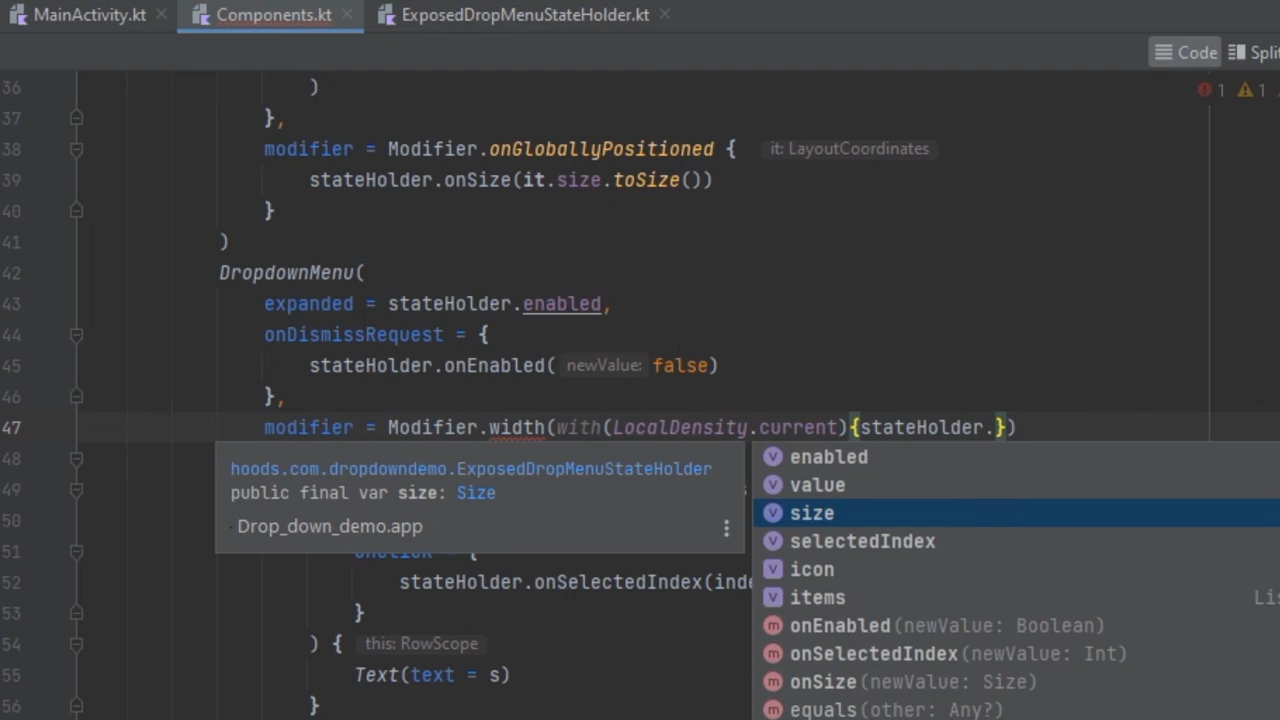 MainActivity.kt Components.kt ExposedDropMenuStateHolder.kt
Code Split
36 )
1 1
37 },
38 modifier = Modifier.onGloballyPositioned { it: LayoutCoordinates
39 stateHolder.onSize(it.size.toSize())
40 }
41 )
42 DropdownMenu(
43 expanded = stateHolder.enabled,
44 onDismissRequest = {
45 stateHolder.onEnabled( newValue: false)
46 },
47 modifier = Modifier.width(with(LocalDensity.current){stateHolder.})
48
hoods.com.dropdowndemo.ExposedDropMenuStateHolder
public final var size: Size
Drop_down_demo.app
enabled
value
size
selectedIndex
icon
items Lis
onEnabled(newValue: Boolean)
onSelectedIndex(newValue: Int)
onSize(newValue: Size)
equals(other: Any?)
49
50
51 onClick = {
52 stateHolder.onSelectedIndex(inde
53 }
54 ) { this: RowScope
55 Text(text = s)
56 }